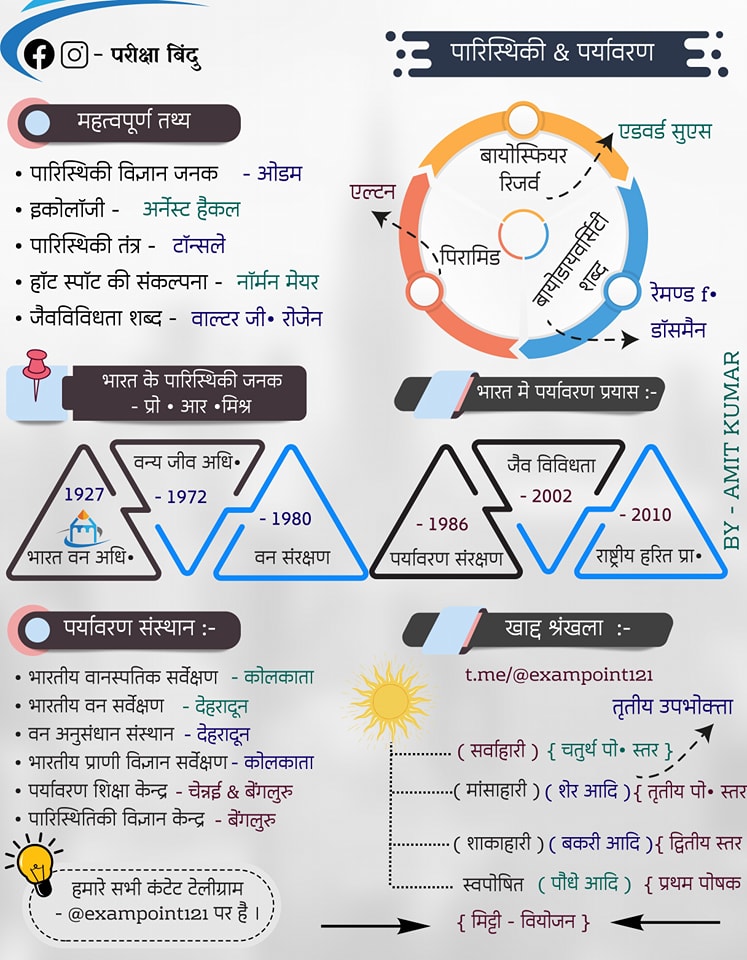 - परीक्षा बिंदु
पारिस्थिकी & पर्यावरण
महत्वपूर्ण तथ्य
• पारिस्थिकी विज्ञान जनक - ओडम
• इकोलॉजी - अर्नेस्ट हैकल
• पारिस्थिकी तंत्र - टॉन्सले
• हॉट स्पॉट की संकल्पना - नॉर्मन मेयर
• जैवविविधता शब्द - वाल्टर जी• रोजेन
बायोस्फियर
रिजर्व
एडवर्ड सुएस
एल्टन
पिरामिड
बायोडायवर्सिटी
शब्द
रेमण्ड f•
डॉसमैन
भारत के पारिस्थिकी जनक
- प्रो • आर •मिश्र
भारत मे पर्यावरण प्रयास :-
1927
भारत वन अधि•
वन्य जीव अधि•
- 1972
- 1980
वन संरक्षण
- 1986
पर्यावरण संरक्षण
जैव विविधता
- 2002
- 2010
राष्ट्रीय हरित प्रा•
BY - AMIT KUMAR
पर्यावरण संस्थान :-
• भारतीय वानस्पतिक सर्वेक्षण - कोलकाता
• भारतीय वन सर्वेक्षण - देहरादून
• वन अनुसंधान संस्थान - देहरादून
• भारतीय प्राणी विज्ञान सर्वेक्षण - कोलकाता
• पर्यावरण शिक्षा केन्द्र - चेन्नई & बेंगलुरु
• पारिस्थितिकी विज्ञान केन्द्र - बेंगलुरु
हमारे सभी कंटेट टेलीग्राम
- @exampoint121 पर है ।
खाद्द श्रंखला :-
t.me/@exampoint121
तृतीय उपभोक्ता
( सर्वाहारी ) { चतुर्थ पो• स्तर }
( मांसाहारी ) ( शेर आदि ) { तृतीय पो• स्तर
( शाकाहारी ) ( बकरी आदि ) { द्वितीय स्तर
स्वपोषित ( पौधे आदि ) { प्रथम पोषक
{ मिट्टी - वियोजन }